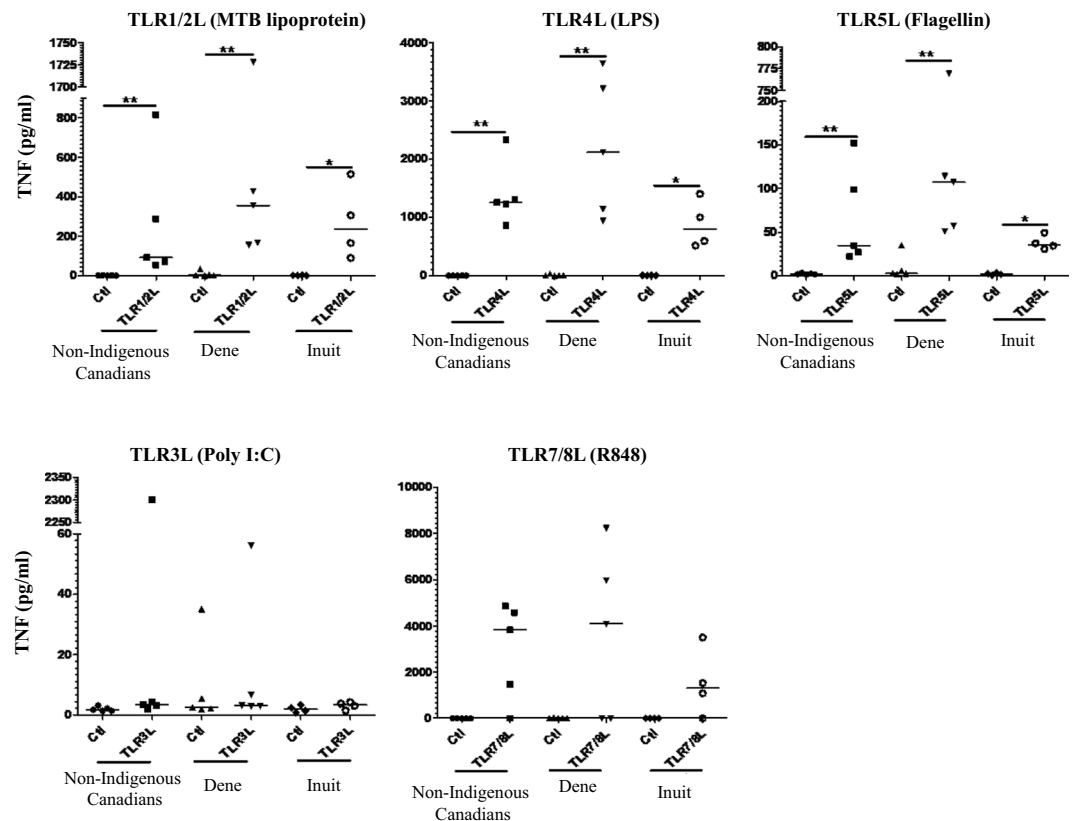 TLR1/2L (MTB lipoprotein)
TNF (pg/ml)
1750
1725
1700
800
600
400
200
0
**
**
*
Ctl
TLR1/2L
Ctl
TLR1/2L
Ctl
TLR1/2L
Non-Indigenous
Canadians
Dene
Inuit
TLR4L (LPS)
4000
3000
2000
1000
0
**
**
*
Ctl
TLR4L
Ctl
TLR4L
Ctl
TLR4L
Non-Indigenous
Canadians
Dene
Inuit
TLR5L (Flagellin)
800
775
750
200
150
100
50
0
**
**
*
Ctl
TLR5L
Ctl
TLR5L
Ctl
TLR5L
Non-Indigenous
Canadians
Dene
Inuit
TLR3L (Poly I:C)
TNF (pg/ml)
2350
2300
2250
60
40
20
0
Ctl
TLR3L
Ctl
TLR3L
Ctl
TLR3L
Non-Indigenous
Canadians
Dene
Inuit
TLR7/8L (R848)
10000
8000
6000
4000
2000
0
Ctl
TLR7/8L
Ctl
TLR7/8L
Ctl
TLR7/8L
Non-Indigenous
Canadians
Dene
Inuit